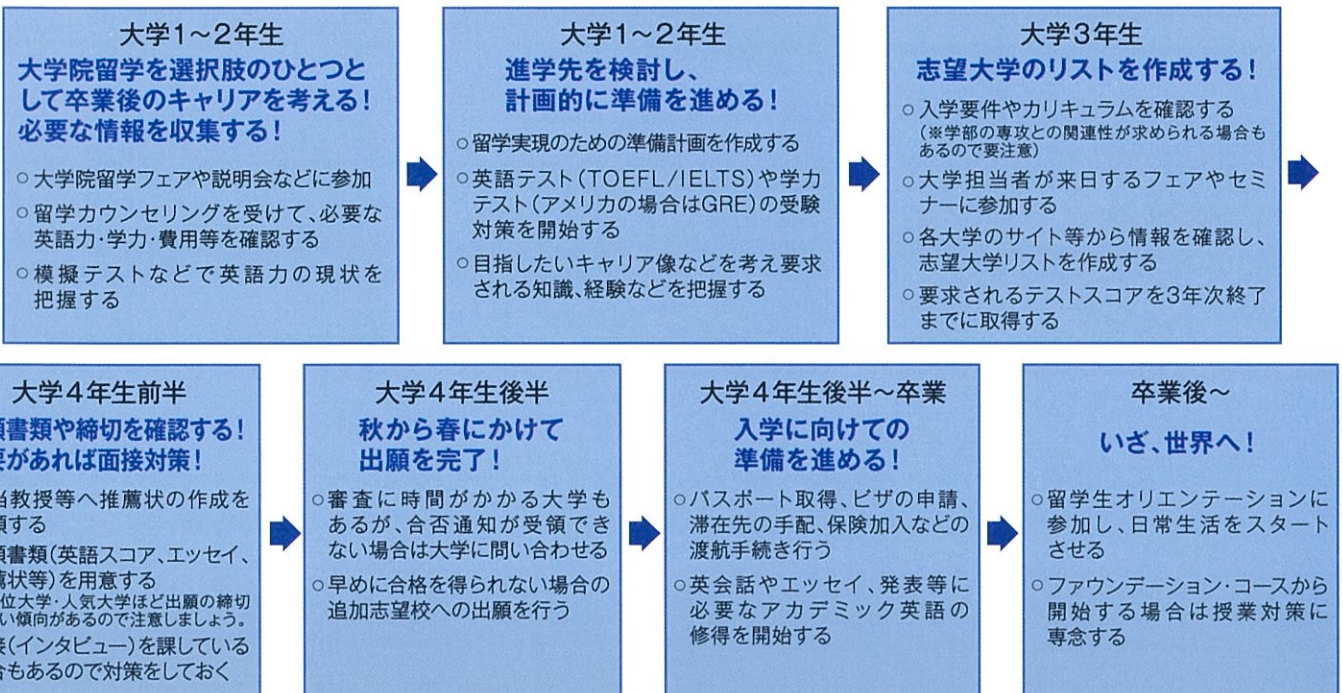 大学1～2年生
大学院留学を選択肢のひとつと
して卒業後のキャリアを考える！
必要な情報を収集する！
○大学院留学フェアや説明会などに参加
○留学カウンセリングを受けて、必要な
英語力・学力・費用等を確認する
○模擬テストなどで英語力の現状を
把握する
大学1～2年生
進学先を検討し、
計画的に準備を進める！
○留学実現のための準備計画を作成する
○英語テスト（TOEFL/IELTS）や学力
テスト（アメリカの場合はGRE）の受験
対策を開始する
○目指したいキャリア像などを考え要求
される知識、経験などを把握する
大学3年生
志望大学のリストを作成する！
○入学要件やカリキュラムを確認する
（※学部の専攻との関連性が求められる場合も
あるので要注意）
○大学担当者が来日するフェアやセミ
ナーに参加する
○各大学のサイト等から情報を確認し、
志望大学リストを作成する
○要求されるテストスコアを3年次終了
までに取得する
大学4年生前半
書類や締切を確認する！
があれば面接対策！
教授等へ推薦状の作成を
する
書類（英語スコア、エッセイ、
状等）を用意する
位大学・人気大学ほど出願の締切
い傾向があるので注意しましょう。
（インタビュー）を課している
もあるので対策をしておく
大学4年生後半
秋から春にかけて
出願を完了！
○審査に時間がかかる大学も
あるが、合否通知が受領でき
ない場合は大学に問い合わせる
○早めに合格を得られない場合の
追加志望校への出願を行う
大学4年生後半～卒業
入学に向けての
準備を進める！
○パスポート取得、ビザの申請、
滞在先の手配、保険加入などの
渡航手続き行う
○英会話やエッセイ、発表等に
必要なアカデミック英語の
修得を開始する
卒業後～
いざ、世界へ！
○留学生オリエンテーションに
参加し、日常生活をスタート
させる
○ファウンデーション・コースから
開始する場合は授業対策に
専念する